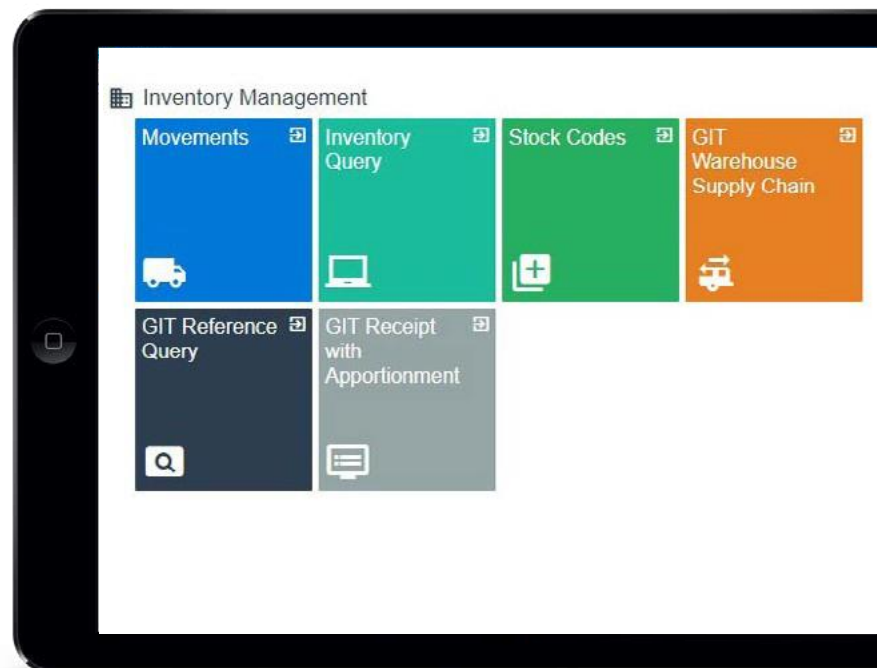 Inventory Management
Movements
Inventory
Query
Stock Codes
GIT
Warehouse
Supply Chain
GIT Reference
Query
GIT Receipt
with
Apportionment